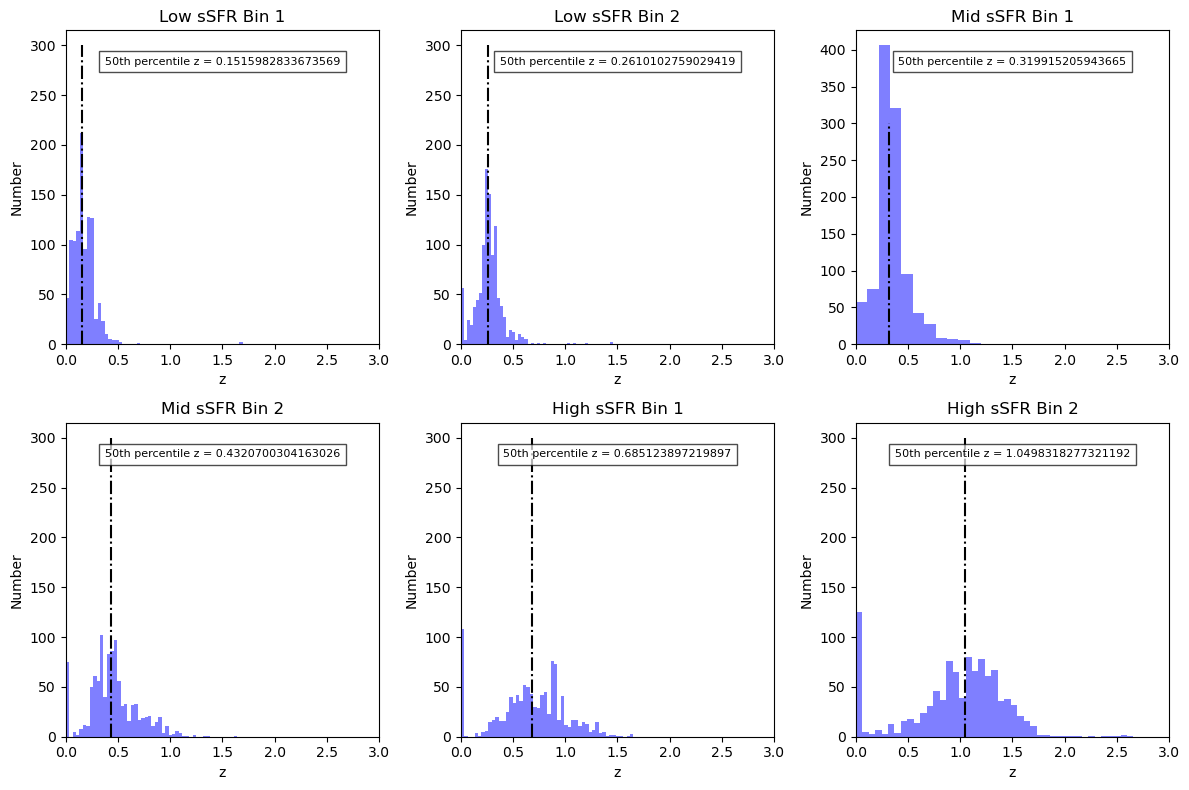 Low sSFR Bin 1
300
250
200
150
100
50
0
Number
50th percentile z = 0.1515982833673569
0.0 0.5 1.0 1.5 2.0 2.5 3.0
z
Low sSFR Bin 2
300
250
200
150
100
50
0
Number
50th percentile z = 0.2610102759029419
0.0 0.5 1.0 1.5 2.0 2.5 3.0
z
Mid sSFR Bin 1
400
350
300
250
200
150
100
50
0
Number
50th percentile z = 0.319915205943665
0.0 0.5 1.0 1.5 2.0 2.5 3.0
z
Mid sSFR Bin 2
300
250
200
150
100
50
0
Number
50th percentile z = 0.4320700304163026
0.0 0.5 1.0 1.5 2.0 2.5 3.0
z
High sSFR Bin 1
300
250
200
150
100
50
0
Number
50th percentile z = 0.685123897219897
0.0 0.5 1.0 1.5 2.0 2.5 3.0
z
High sSFR Bin 2
300
250
200
150
100
50
0
Number
50th percentile z = 1.0498318277321192
0.0 0.5 1.0 1.5 2.0 2.5 3.0
z